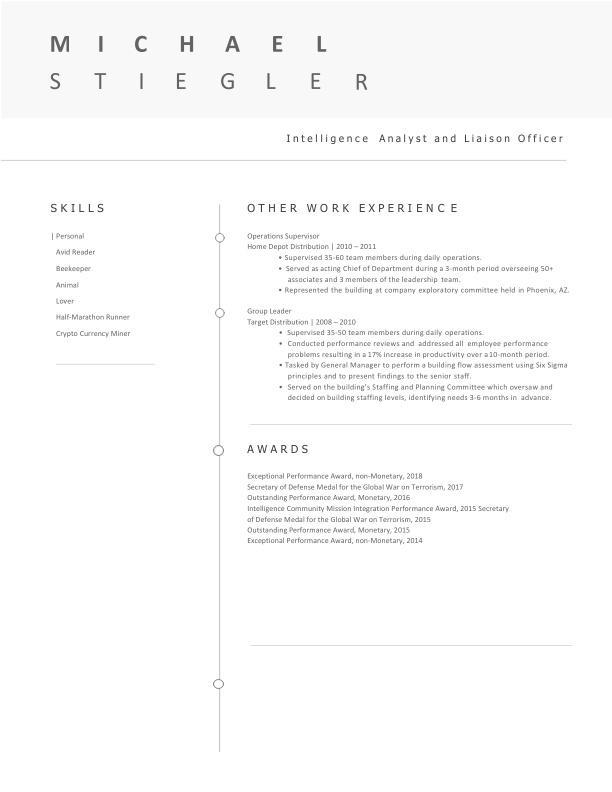 MICHAEL
STIEGLER
Intelligence Analyst and Liaison Officer
SKILLS
| Personal
Avid Reader
Beekeeper
Animal
Lover
Half-Marathon Runner
Crypto Currency Miner
OTHER WORK EXPERIENCE
Operations Supervisor
Home Depot Distribution | 2010 – 2011
• Supervised 35-60 team members during daily operations.
• Served as acting Chief of Department during a 3-month period overseeing 50+
associates and 3 members of the leadership team.
• Represented the building at company exploratory committee held in Phoenix, AZ.
Group Leader
Target Distribution | 2008 – 2010
• Supervised 35-50 team members during daily operations.
• Conducted performance reviews and addressed all employee performance
problems resulting in a 17% increase in productivity over a 10-month period.
• Tasked by General Manager to perform a building flow assessment using Six Sigma
principles and to present findings to the senior staff.
• Served on the building's Staffing and Planning Committee which oversaw and
decided on building staffing levels, identifying needs 3-6 months in advance.
AWARDS
Exceptional Performance Award, non-Monetary, 2018
Secretary of Defense Medal for the Global War on Terrorism, 2017
Outstanding Performance Award, Monetary, 2016
Intelligence Community Mission Integration Performance Award, 2015 Secretary
of Defense Medal for the Global War on Terrorism, 2015
Outstanding Performance Award, Monetary, 2015
Exceptional Performance Award, non-Monetary, 2014